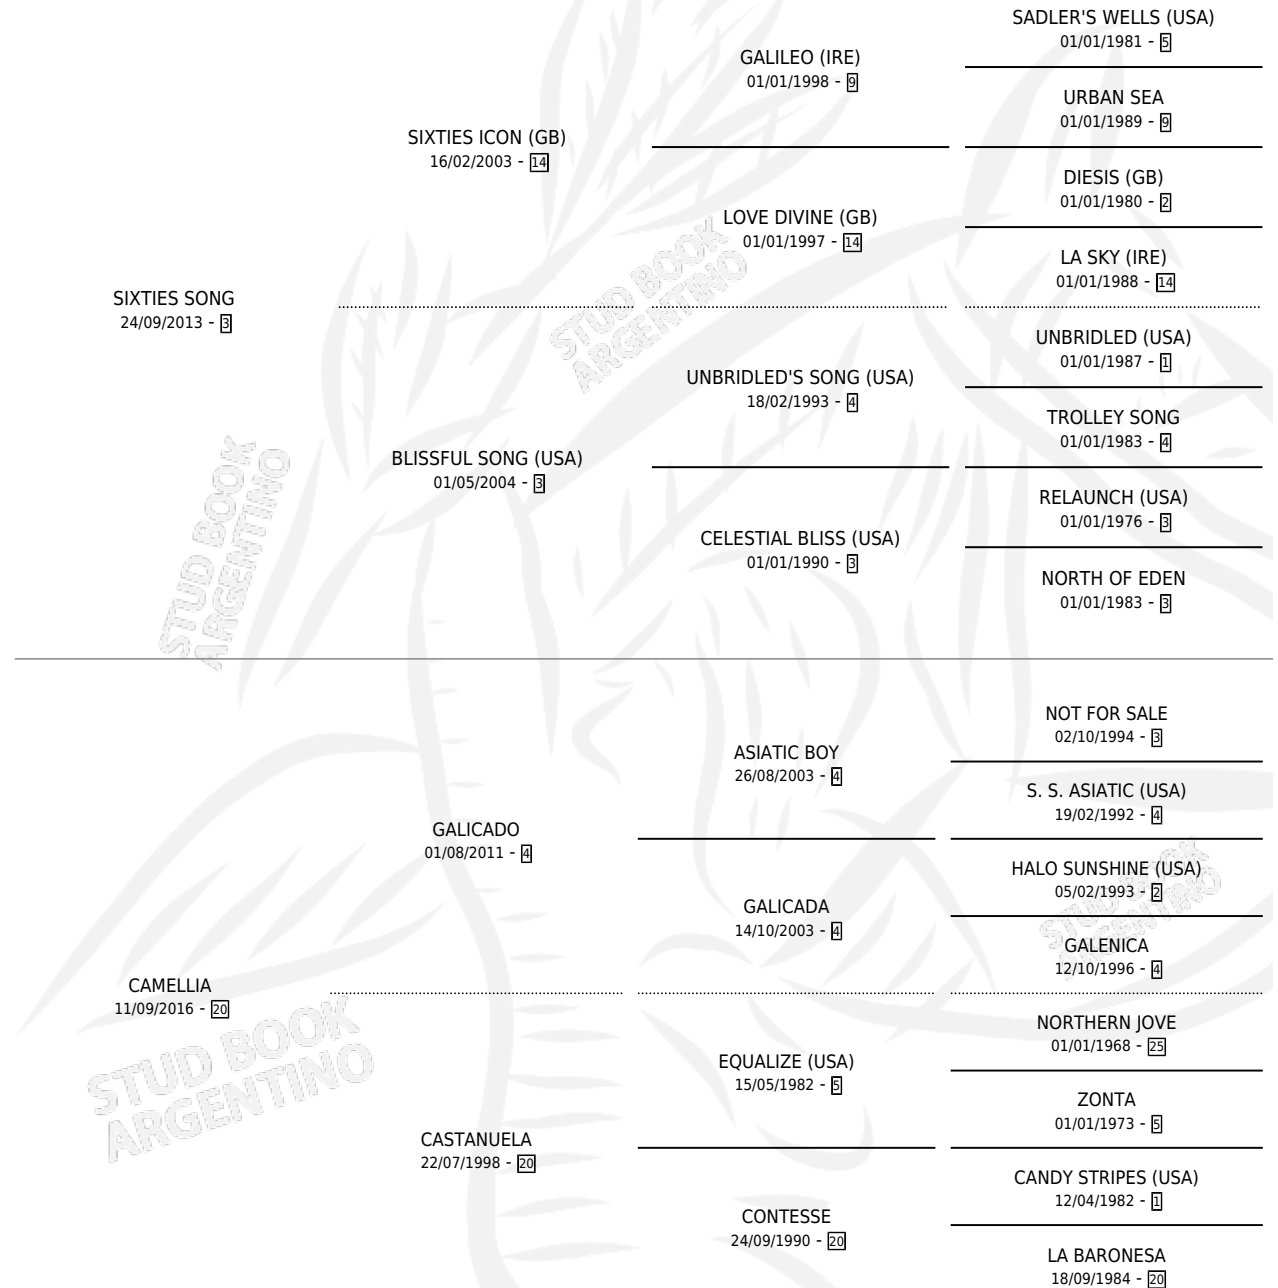 SADLER'S WELLS (USA)
01/01/1981 - 5
GALILEO (IRE)
01/01/1998 - 9
URBAN SEA
01/01/1989 - 9
SIXTIES ICON (GB)
16/02/2003 - 14
DIESIS (GB)
01/01/1980 - 2
LOVE DIVINE (GB)
01/01/1997 - 14
LA SKY (IRE)
01/01/1988 - 14
SIXTIES SONG
24/09/2013 - 3
STUD BOOK
ARGENTINO
UNBRIDLED (USA)
01/01/1987 - 1
UNBRIDLED'S SONG (USA)
18/02/1993 - 4
TROLLEY SONG
01/01/1983 - 4
BLISSFUL SONG (USA)
01/05/2004 - 3
RELAUNCH (USA)
01/01/1976 - 3
CELESTIAL BLISS (USA)
01/01/1990 - 3
NORTH OF EDEN
01/01/1983 - 3
STUD BOOK
ARGENTINO
NOT FOR SALE
02/10/1994 - 3
ASIATIC BOY
26/08/2003 - 4
S. S. ASIATIC (USA)
19/02/1992 - 4
GALICADO
01/08/2011 - 4
HALO SUNSHINE (USA)
05/02/1993 - 2
GALICADA
14/10/2003 - 4
GALENICA
12/10/1996 - 4
STUD BOOK
ARGENTINO
CAMELLIA
11/09/2016 - 20
NORTHERN JOVE
01/01/1968 - 25
EQUALIZE (USA)
15/05/1982 - 5
ZONTA
01/01/1973 - 5
STUD BOOK
ARGENTINO
CASTANUELA
22/07/1998 - 20
CANDY STRIPES (USA)
12/04/1982 - 1
CONTESSE
24/09/1990 - 20
LA BARONESA
18/09/1984 - 20